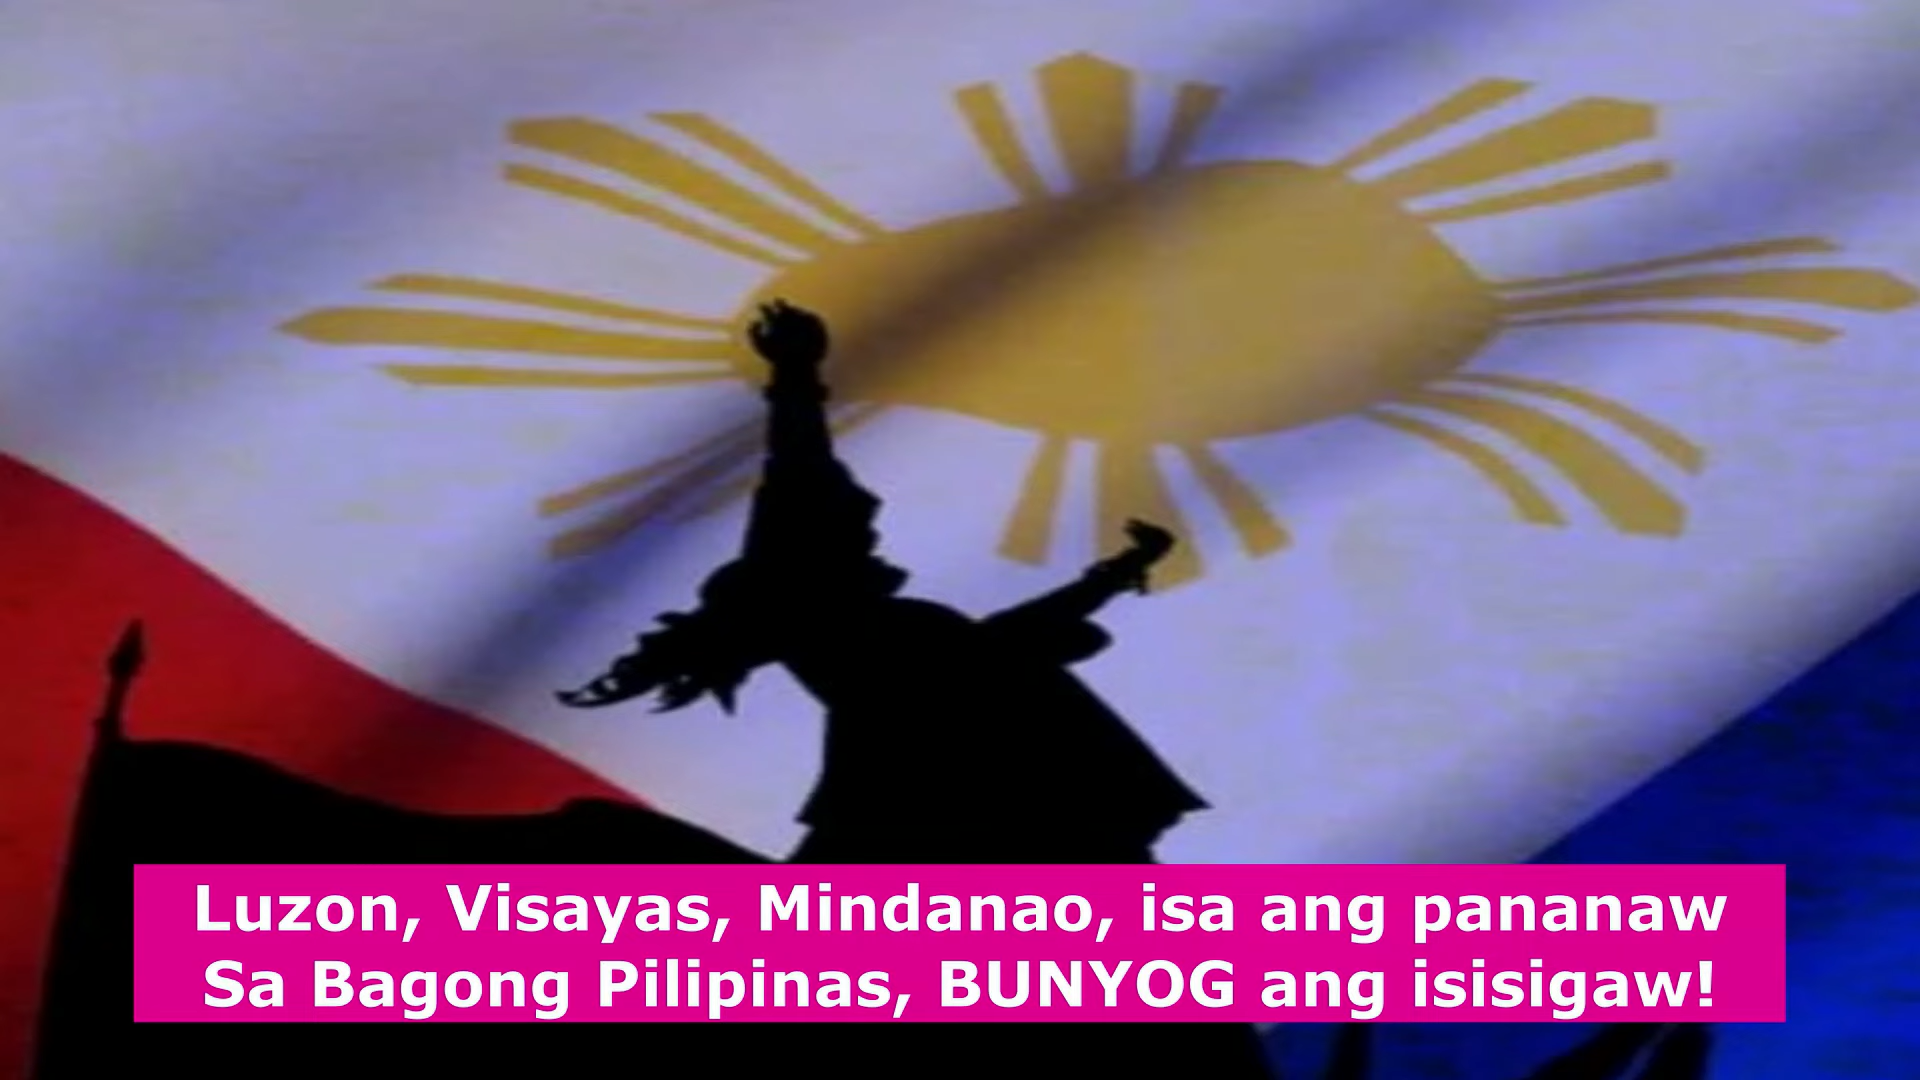 Luzon, Visayas, Mindanao, isa ang pananaw
Sa Bagong Pilipinas, BUNYOG ang isisigaw!